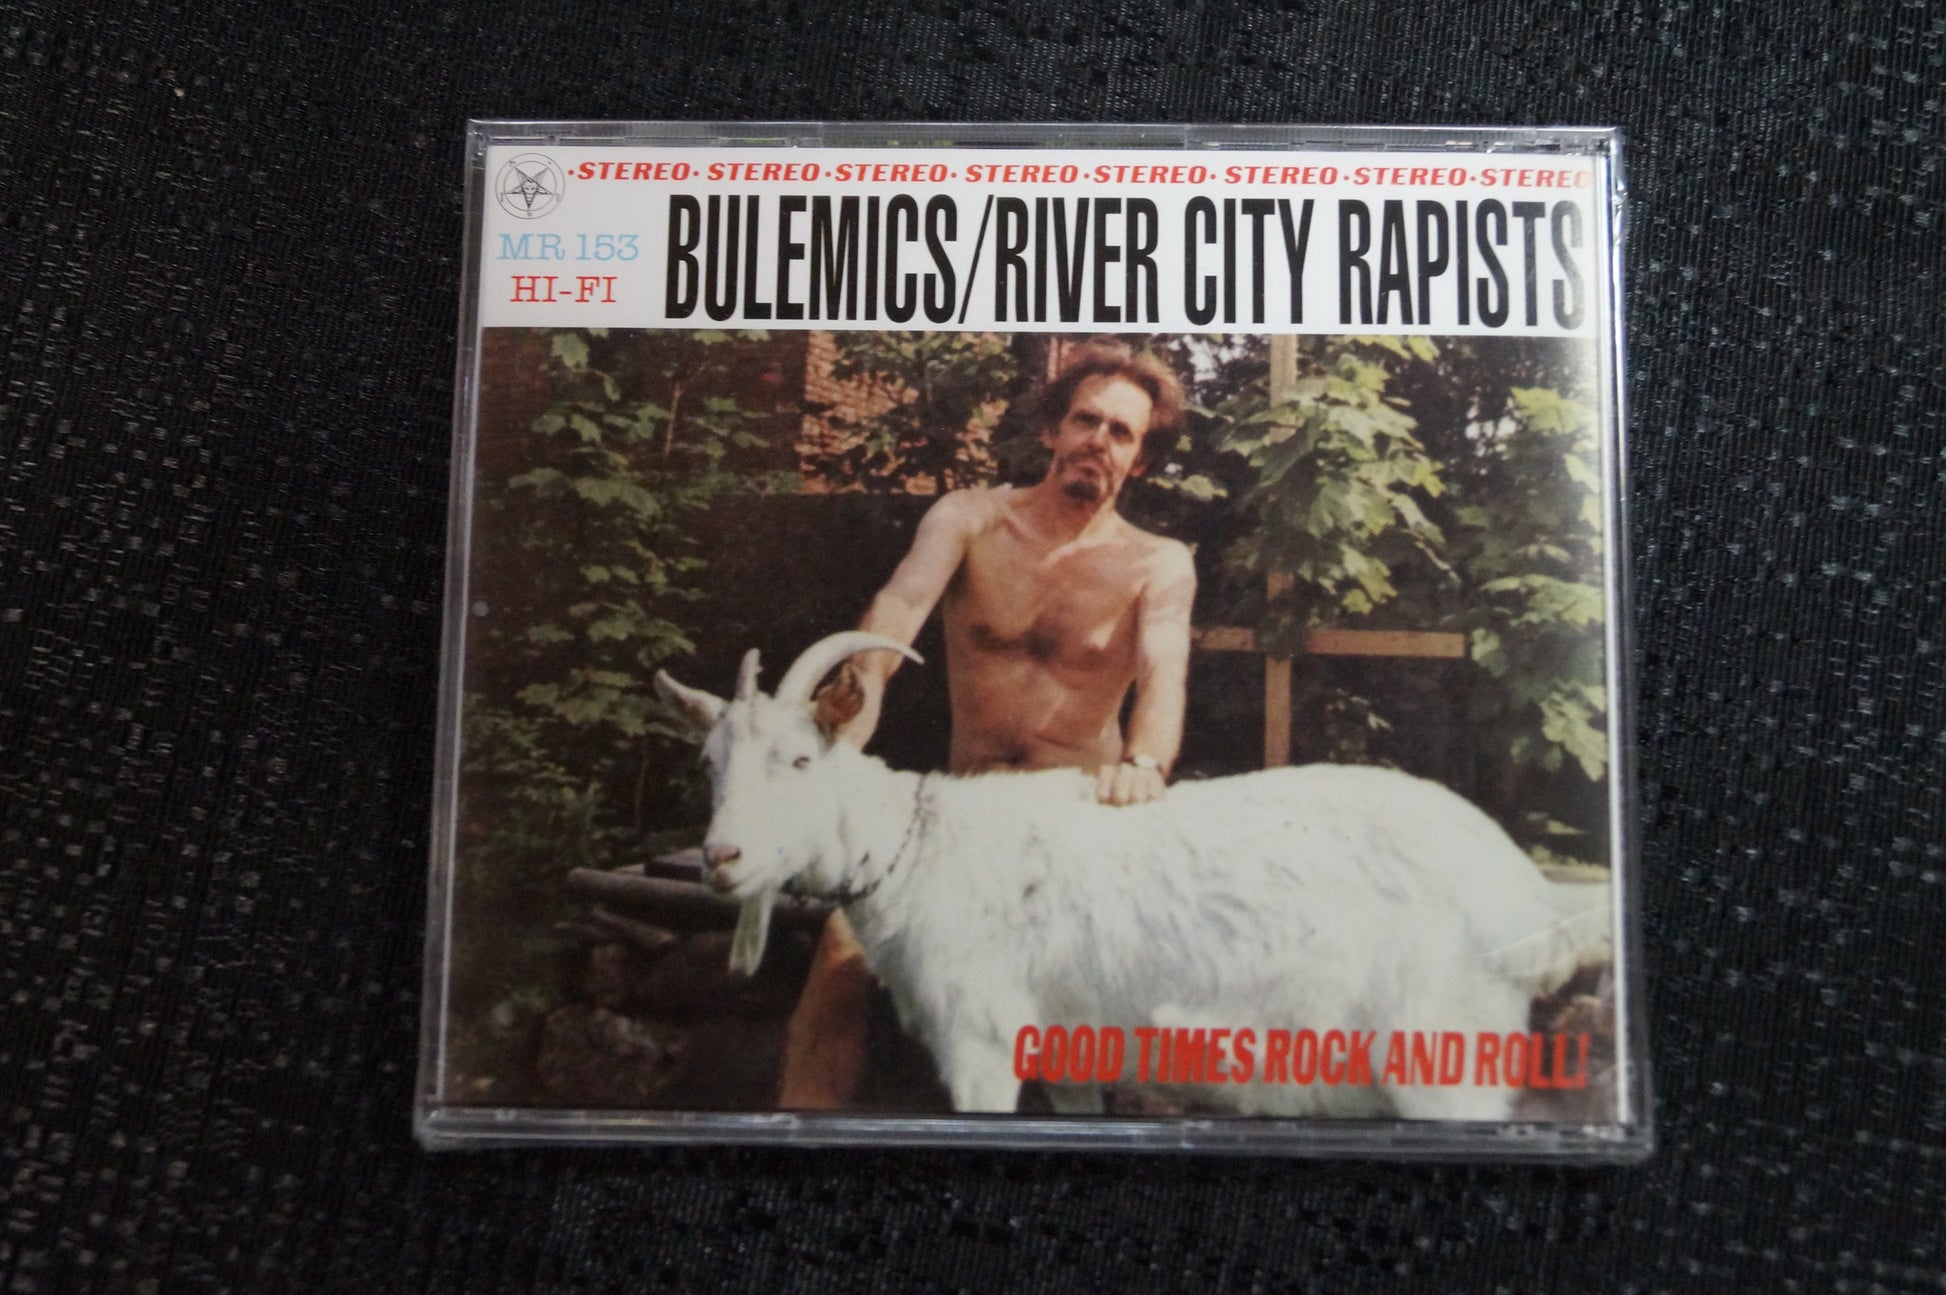 ·STEREO· STEREO ·STEREO· STEREO ·STEREO· STEREO ·STEREO· STEREO
MR 153
HI-FI
BULEMICS/RIVER CITY RAPISTS
GOOD TIMES ROCK AND ROLL!